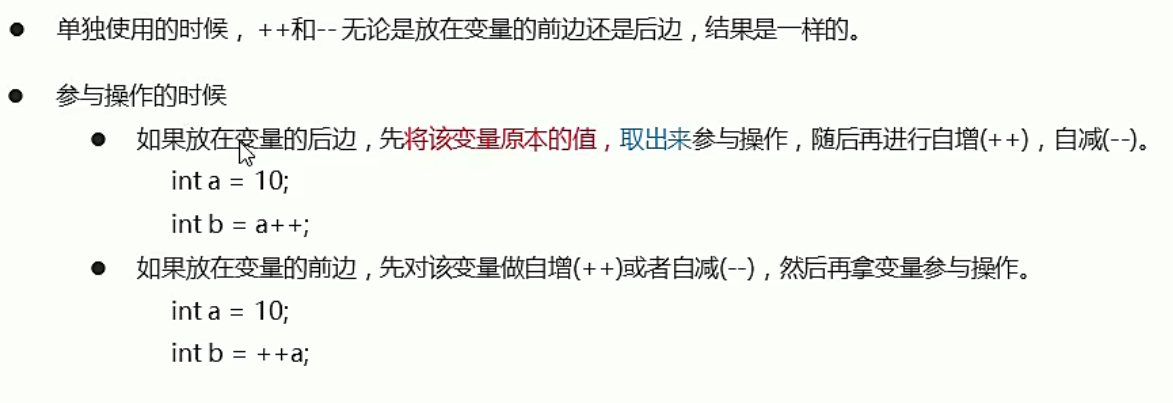 ● 单独使用的时候，++和--无论是放在变量的前边还是后边，结果是一样的。
● 参与操作的时候
● 如果放在变量的后边，先将该变量原本的值，取出来参与操作，随后再进行自增(++)，自减(--)。
int a = 10;
int b = a++;
● 如果放在变量的前边，先对该变量做自增(++)或者自减(--)，然后再拿变量参与操作。
int a = 10;
int b = ++a;